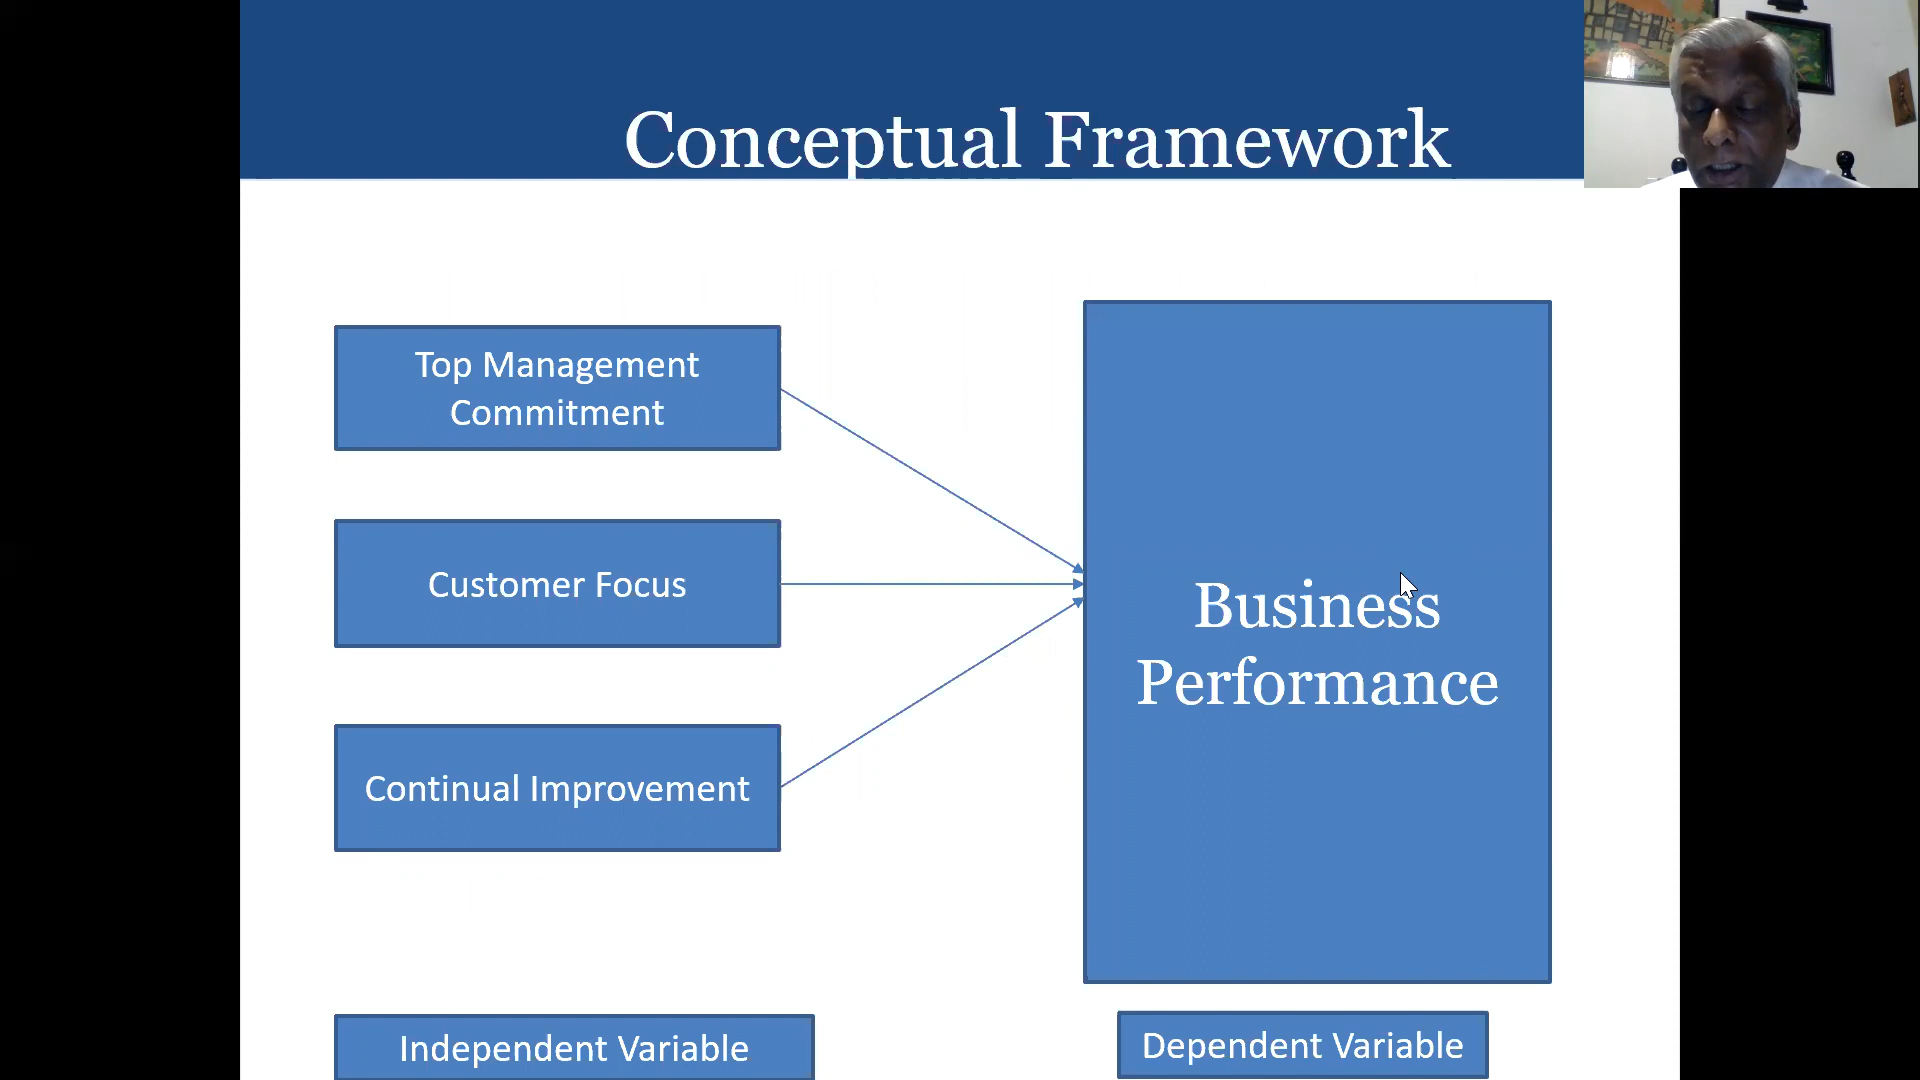 Conceptual Framework
Top Management
Commitment
Customer Focus
Continual Improvement
Business
Performance
Independent Variable
Dependent Variable